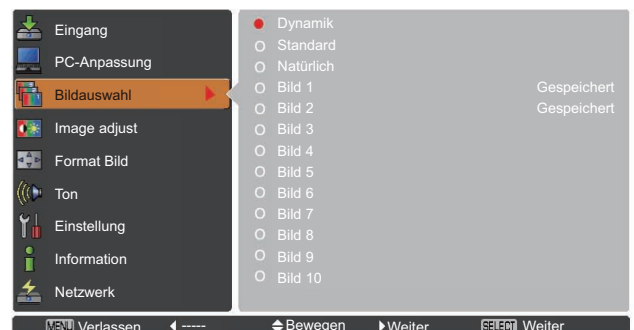 Eingang
PC-Anpassung
Bildauswahl
Image adjust
Format Bild
Ton
Einstellung
Information
Netzwerk
Dynamik
Standard
Natürlich
Bild 1 Gespeichert
Bild 2 Gespeichert
Bild 3
Bild 4
Bild 5
Bild 6
Bild 7
Bild 8
Bild 9
Bild 10
MENU Verlassen ----- Bewegen Weiter SELECT Weiter